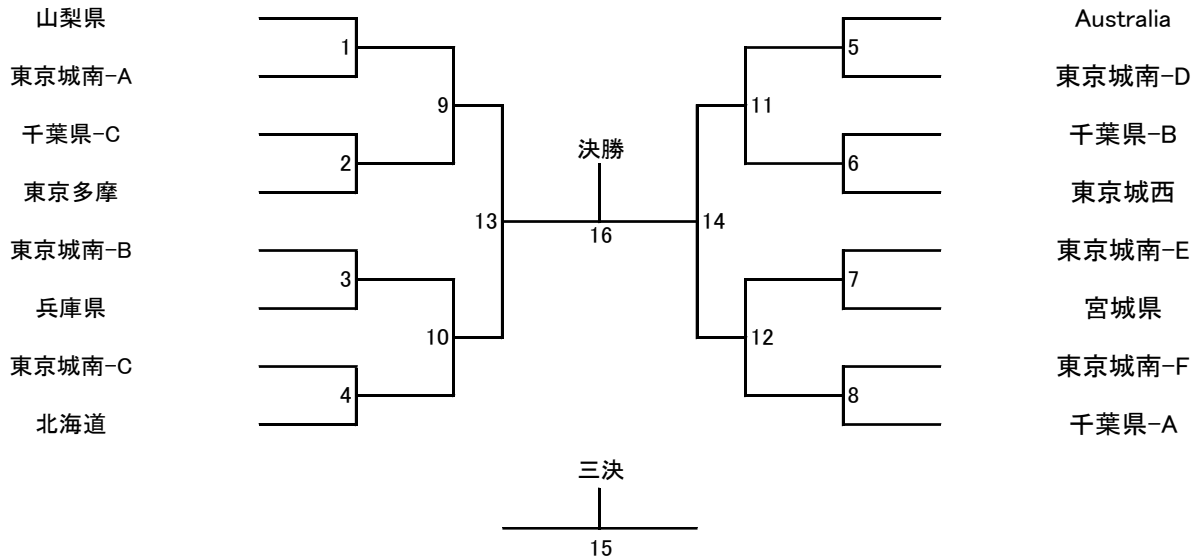 山梨県
Australia
1
5
東京城南-A
東京城南-D
9
11
千葉県-C
千葉県-B
決勝
2
6
東京多摩
東京城西
13
14
16
東京城南-B
東京城南-E
3
7
兵庫県
宮城県
10
12
東京城南-C
東京城南-F
4
8
北海道
千葉県-A
三決
15